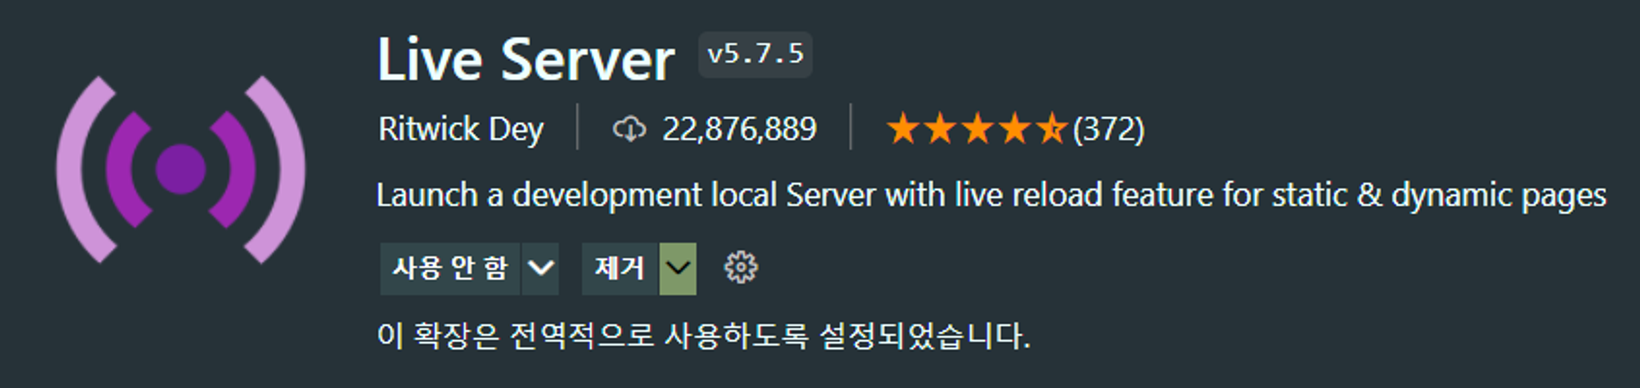 Live Server v5.7.5
Ritwick Dey 22,876,889 (372)
Launch a development local Server with live reload feature for static & dynamic pages
사용 안 함 제거
이 확장은 전역적으로 사용하도록 설정되었습니다.